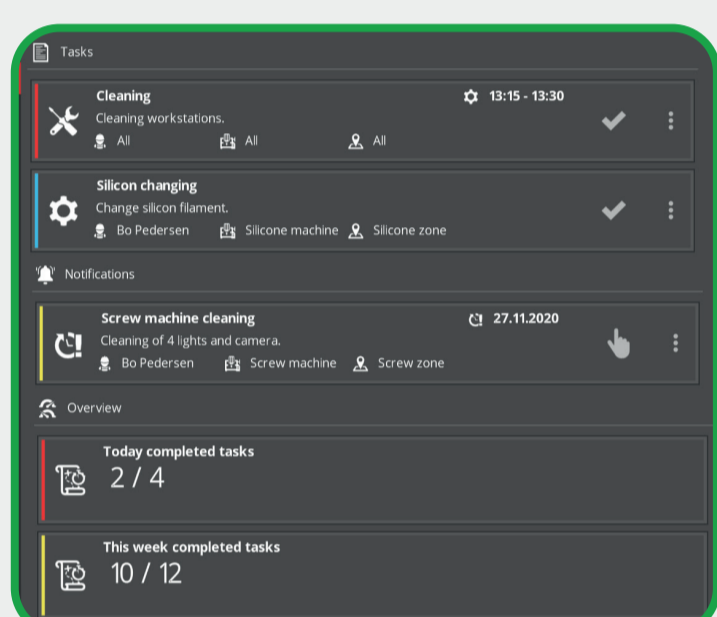 Tasks
Cleaning 13:15 - 13:30
Cleaning workstations.
All All All
Silicon changing
Change silicon filament.
Bo Pedersen Silicone machine Silicone zone
Notifications
Screw machine cleaning 27.11.2020
Cleaning of 4 lights and camera.
Bo Pedersen Screw machine Screw zone
Overview
Today completed tasks
2 / 4
This week completed tasks
10 / 12